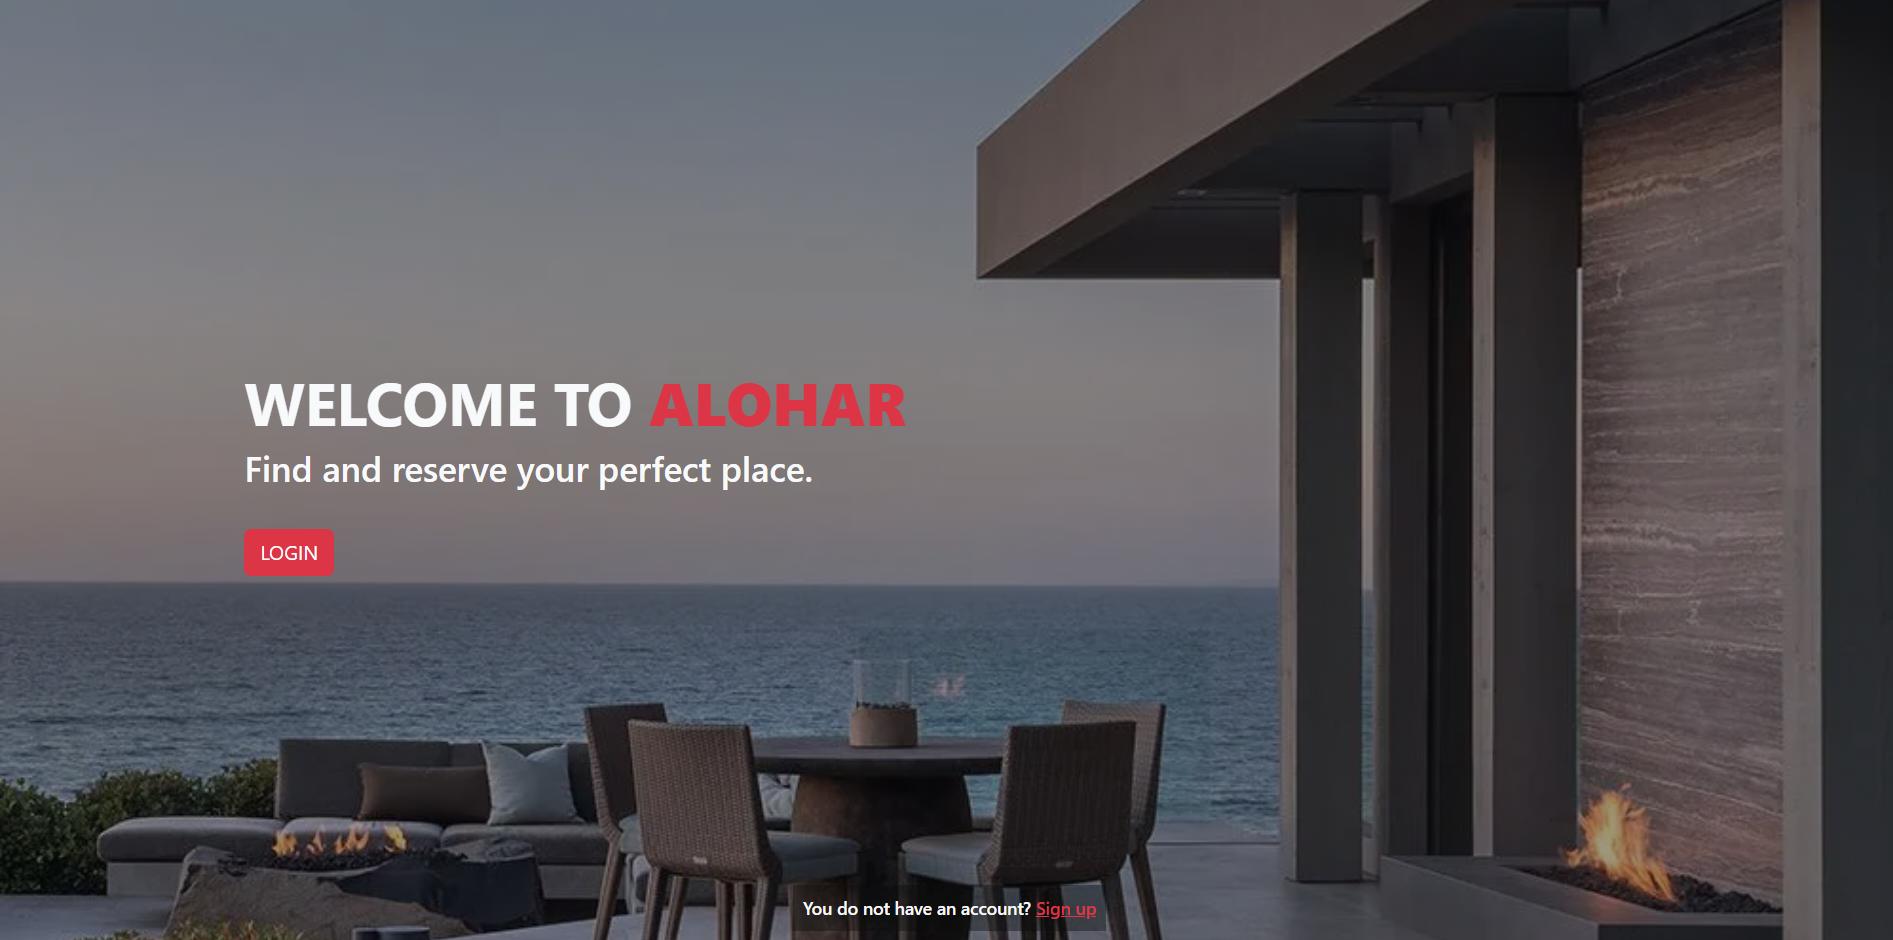 WELCOME TO ALOHAR
Find and reserve your perfect place.
LOGIN
You do not have an account? Sign up